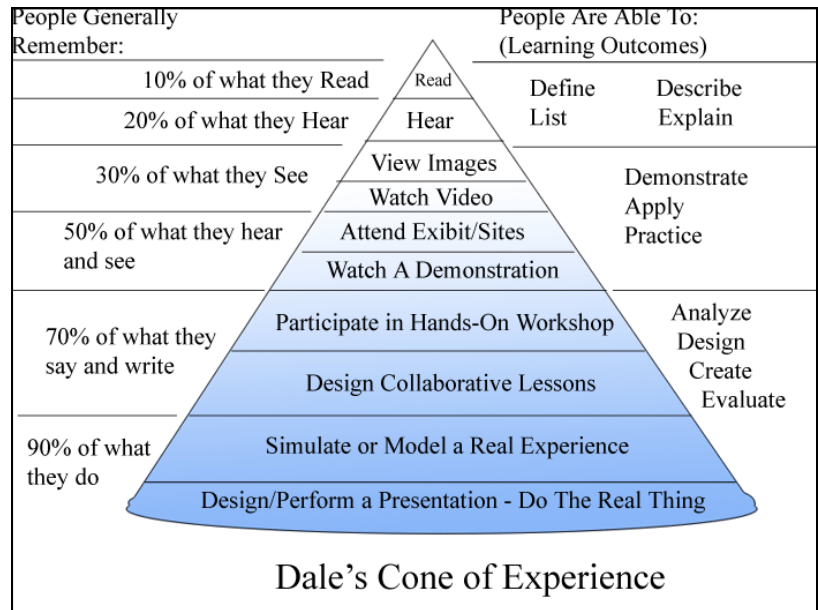 People Generally
Remember:
People Are Able To:
(Learning Outcomes)
10% of what they Read
Read
Define
Describe
List
Explain
20% of what they Hear
Hear
30% of what they See
View Images
Watch Video
Demonstrate
Apply
Practice
50% of what they hear
and see
Attend Exibit/Sites
Watch A Demonstration
70% of what they
say and write
Participate in Hands-On Workshop
Design Collaborative Lessons
Analyze
Design
Create
Evaluate
90% of what
they do
Simulate or Model a Real Experience
Design/Perform a Presentation - Do The Real Thing
Dale's Cone of Experience